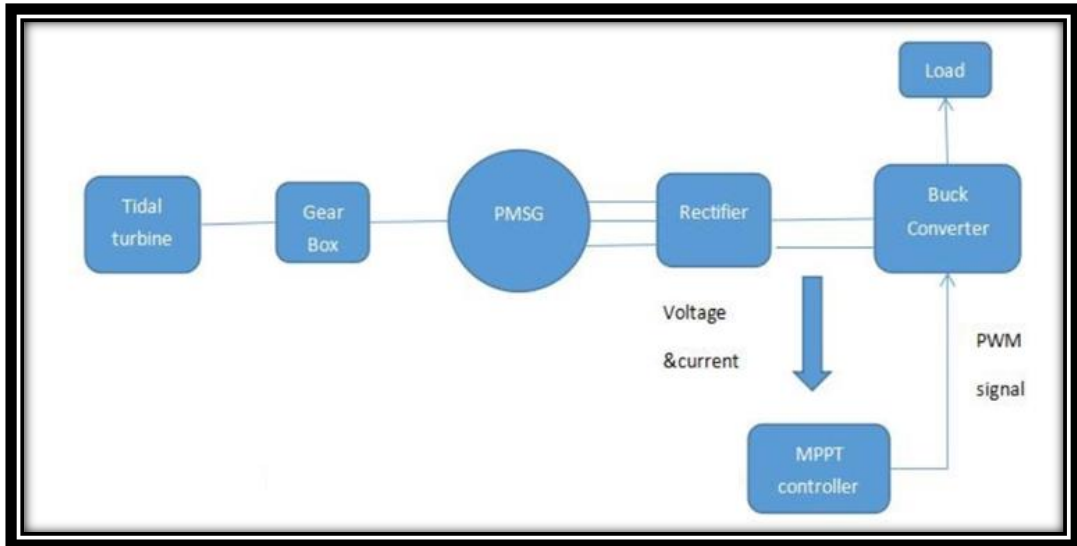 Load
Tidal
turbine
Gear
Box
PMSG
Rectifier
Buck
Converter
Voltage
&current
PWM
signal
MPPT
controller